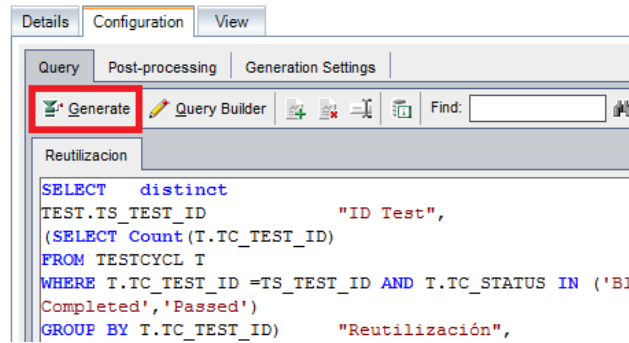 Details Configuration View
Query Post-processing Generation Settings
Generate Query Builder Find:
Reutilizacion
SELECT distinct
TEST.TS_TEST_ID "ID Test",
(SELECT Count(T.TC_TEST_ID)
FROM TESTCYCL T
WHERE T.TC_TEST_ID =TS_TEST_ID AND T.TC_STATUS IN ('Bl
Completed','Passed')
GROUP BY T.TC_TEST_ID) "Reutilización",